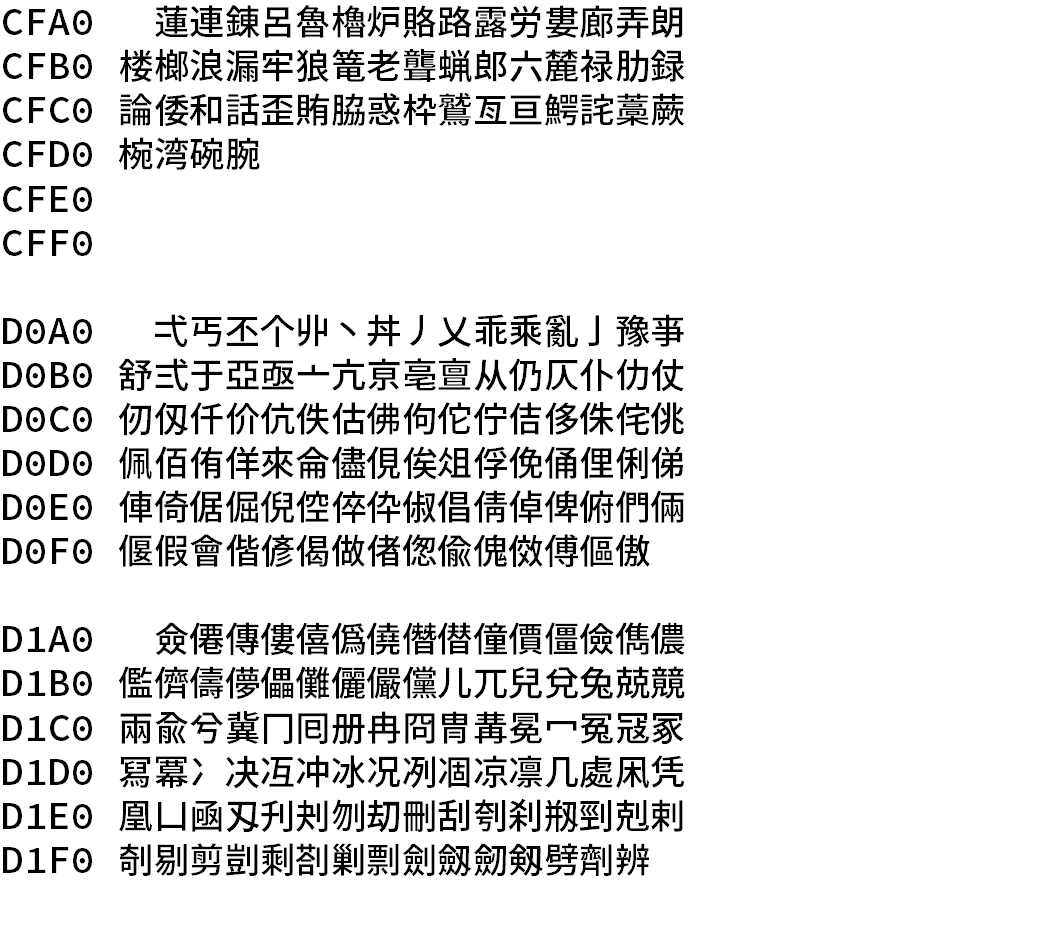 CFA0 蓮連錬呂魯櫓炉賂路露労婁廊弄朗
CFB0 楼榔浪漏牢狼篭老聾蝋郎六麓禄肋録
CFC0 論倭和話歪賄脇惑枠鷲亙亘鰐詫藁蕨
CFD0 椀湾碗腕
CFE0
CFF0
D0A0 弌丐丕个丱丶丼丿乂乖乘亂亅豫亊
D0B0 舒弍于亞亟亠亢亰亳亶从仍仄仆仂仗
D0C0 仞仭仟价伉佚估佛佝佗佇佶侈侏侘佻
D0D0 佩佰侑佯來侖儘俔俟俎俘俛俑俚俐俤
D0E0 俥倚倨倔倪倥倅伜俶倡倩倬俾俯們倆
D0F0 偃假會偕偐偈做偖偬偸傀傚傅傴傲
D1A0 僉僊傳僂僖僞僥僭僣僮價僵儉儁儂
D1B0 儖儕儔儚儡儺儷儼儻儿兀兒兌兔兢竸
D1C0 兩兪兮冀冂囘册冉冏冑冓冕冖冤冦冢
D1D0 冩冪冫决冱冲冰况冽凅凉凛几處凩凭
D1E0 凰凵凾刄刋刔刎刧刪刮刳刹剏剄剋剌
D1F0 剞剔剪剴剩剳剿剽劍劔劒剱劈劑辨